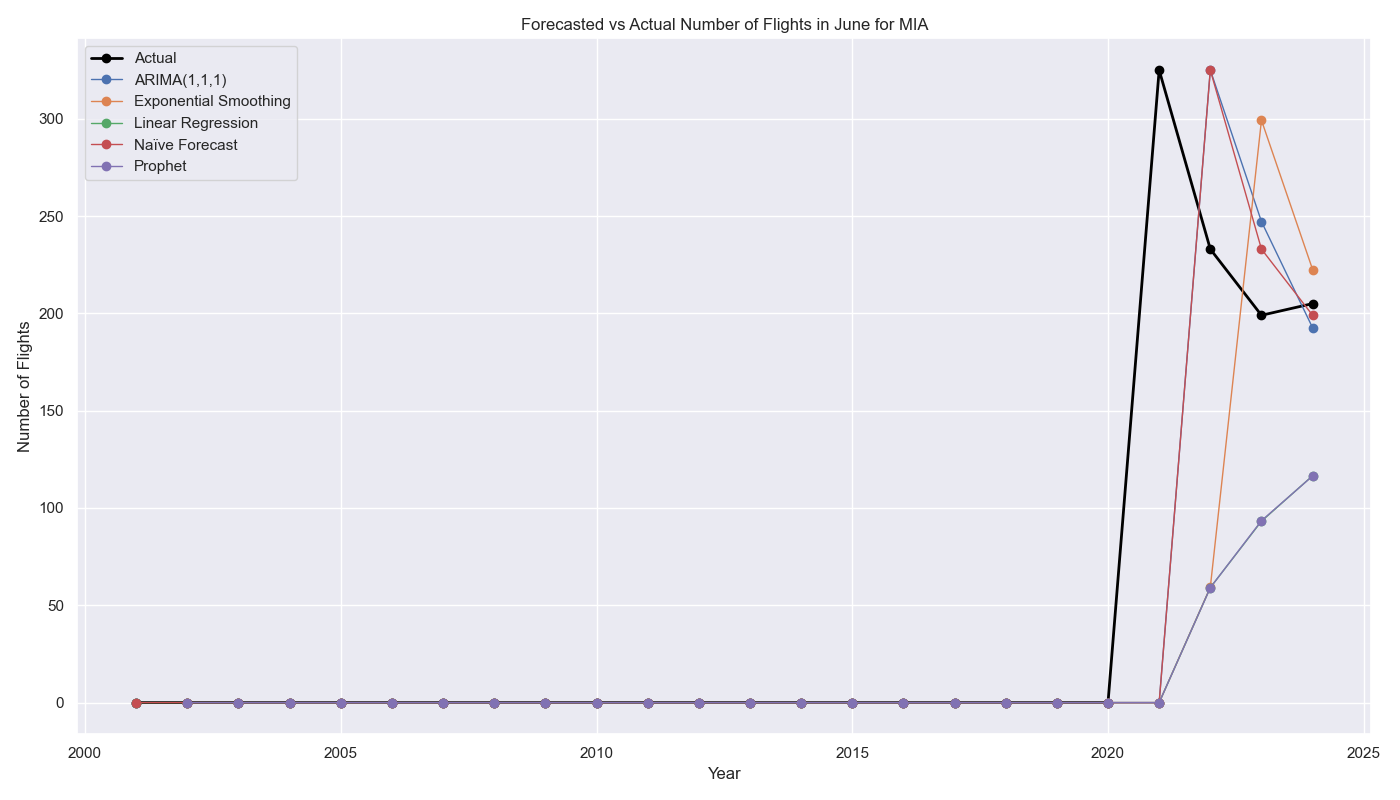 Forecasted vs Actual Number of Flights in June for MIA
Actual
ARIMA(1,1,1)
Exponential Smoothing
Linear Regression
Naïve Forecast
Prophet
Number of Flights
300
250
200
150
100
50
0
2000
2005
2010
2015
2020
2025
Year